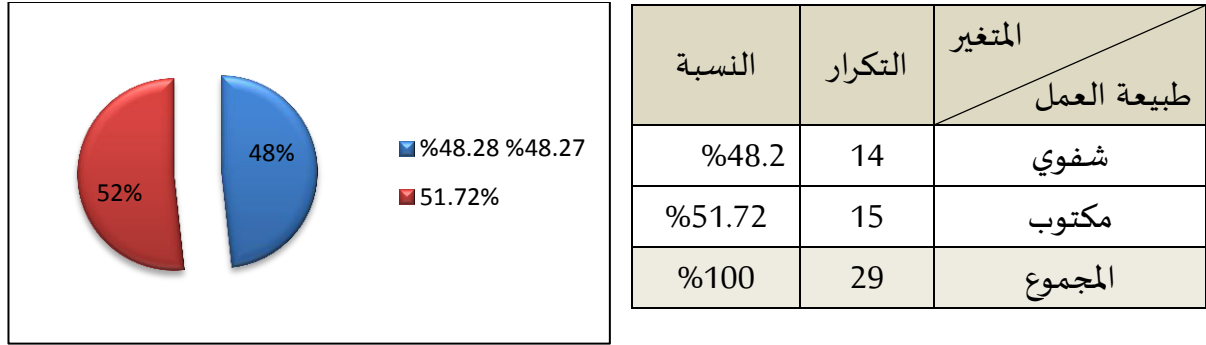 48%
52%
%48.28 %48.27
51.72%
المتغير
طبيعة العمل
التكرار
النسبة
شفوي
14
%48.2
مكتوب
15
%51.72
المجموع
29
%100